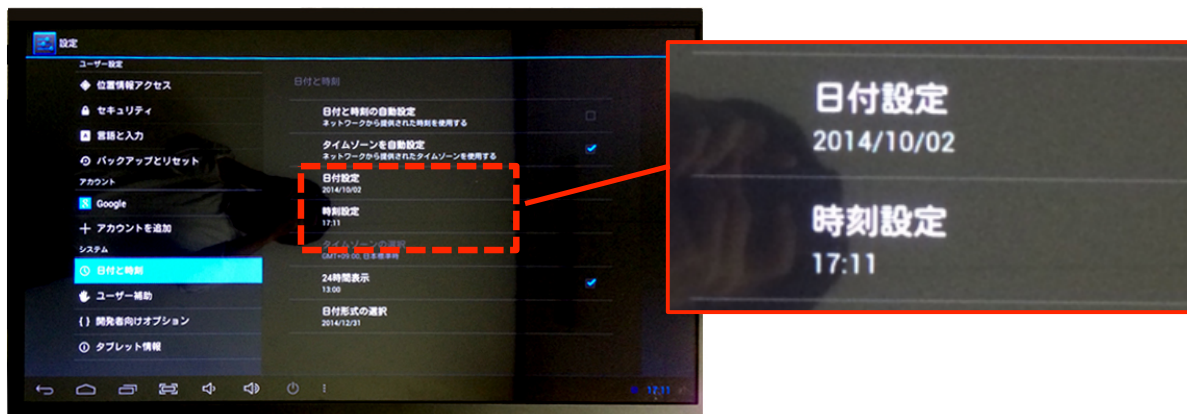 設定
ユーザー設定
位置情報アクセス
セキュリティ
言語と入力
バックアップとリセット
アカウント
Google
アカウントを追加
システム
日付と時刻
ユーザー補助
{ } 開発者向けオプション
タブレット情報
日付と時刻
日付と時刻の自動設定
ネットワークから提供された時刻を使用する
タイムゾーンを自動設定
ネットワークから提供されたタイムゾーンを使用する
日付設定
2014/10/02
時刻設定
17:11
タイムゾーンの選択
GMT+09:00, 日本標準時
24時間表示
13:00
日付形式の選択
2014/12/31
17:11
日付設定
2014/10/02
時刻設定
17:11